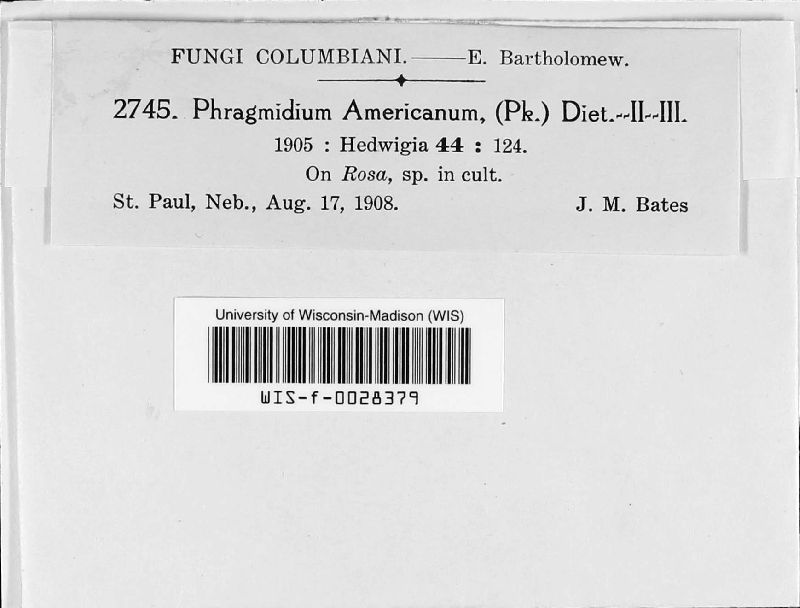 FUNGI COLUMBIANI.——E. Bartholomew.
2745. Phragmidium Americanum, (Pk.) Diet.--II--III.
1905 : Hedwigia 44 : 124.
On Rosa, sp. in cult.
St. Paul, Neb., Aug. 17, 1908. J. M. Bates
University of Wisconsin-Madison (WIS)
WIS-f-0028379